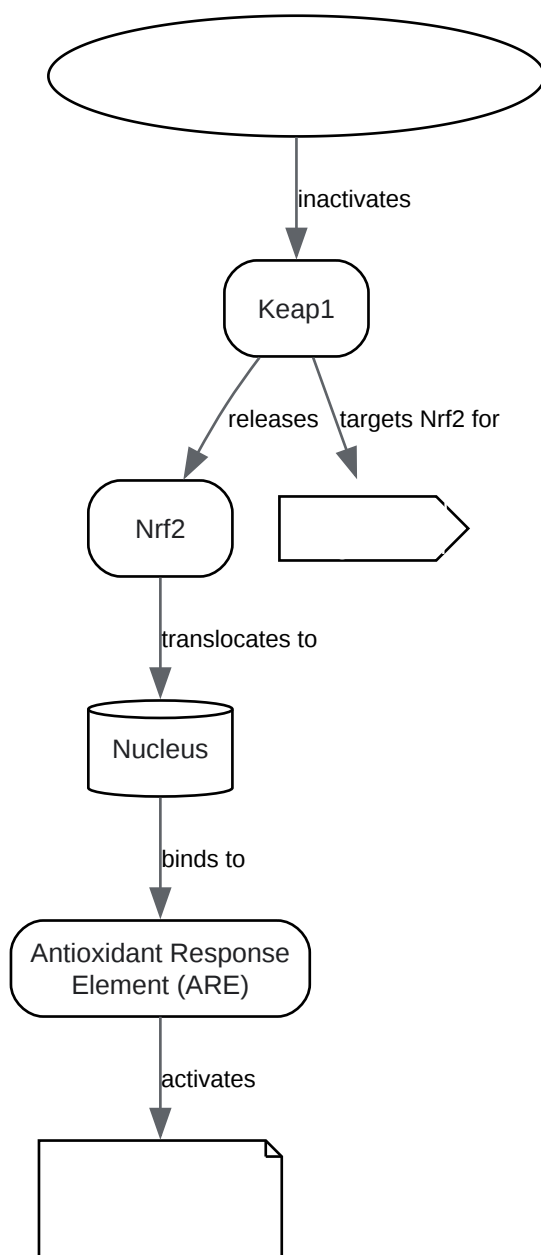 inactivates
Keap1
releases
targets Nrf2 for
Nrf2
translocates to
Nucleus
binds to
Antioxidant Response
Element (ARE)
activates